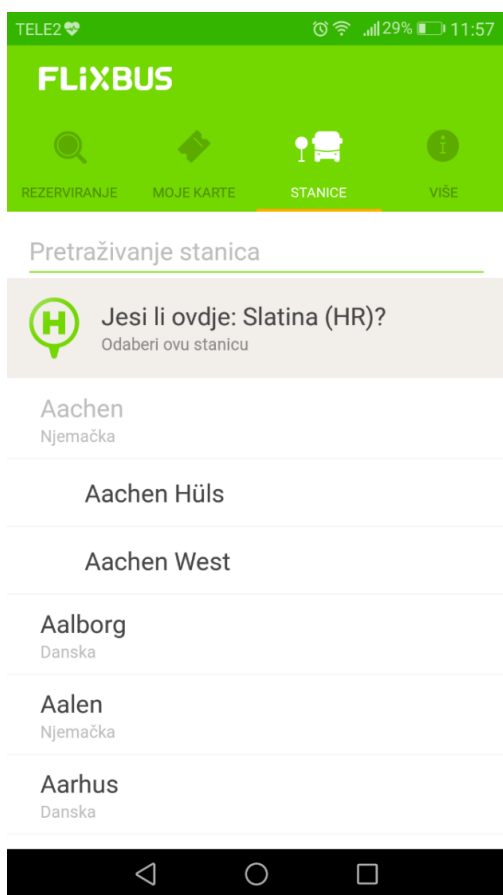 TELE2 29% 11:57
FLiXBUS
REZERVIRANJE MOJE KARTE STANICE VIŠE
Pretraživanje stanica
H
Jesi li ovdje: Slatina (HR)?
Odaberi ovu stanicu
Aachen
Njemačka
Aachen Hüls
Aachen West
Aalborg
Danska
Aalen
Njemačka
Aarhus
Danska